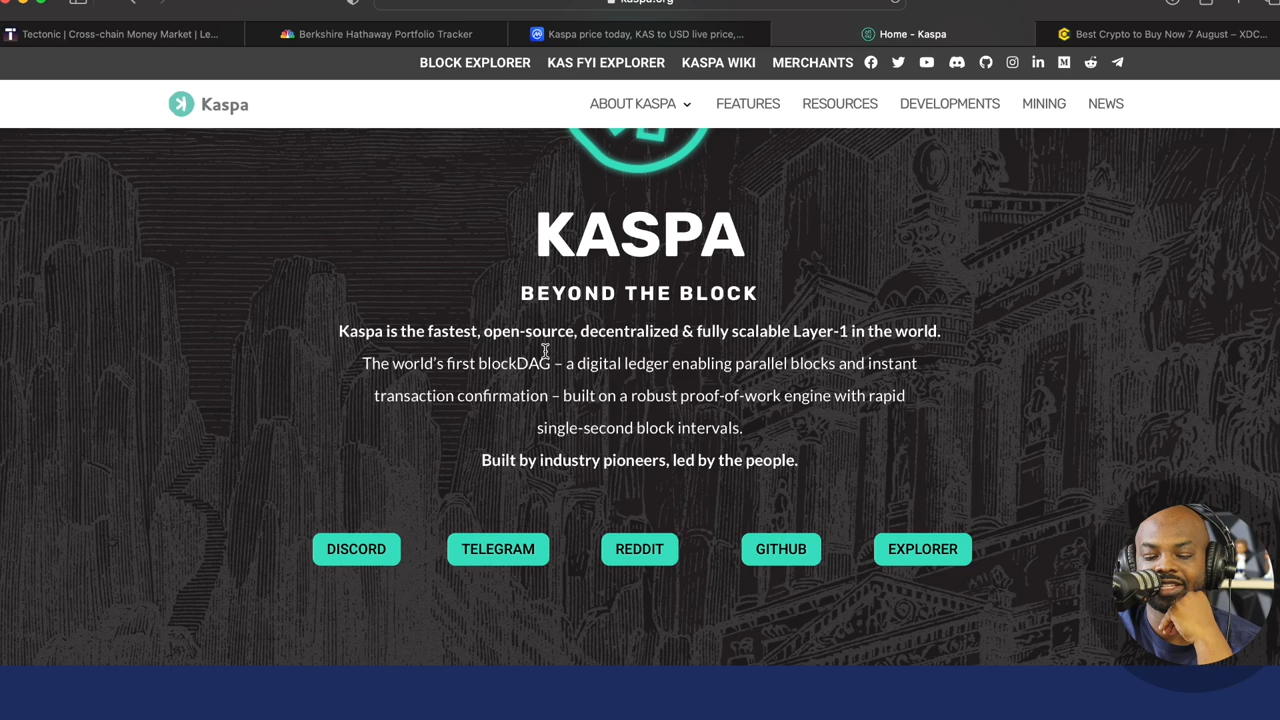 kaspa.org
Tectonic | Cross-chain Money Market | Le...
Berkshire Hathaway Portfolio Tracker
Kaspa price today, KAS to USD live price,...
Home - Kaspa
Best Crypto to Buy Now 7 August – XDC...
BLOCK EXPLORER KAS FYI EXPLORER KASPA WIKI MERCHANTS
Kaspa
ABOUT KASPA FEATURES RESOURCES DEVELOPMENTS MINING NEWS
KASPA
BEYOND THE BLOCK
Kaspa is the fastest, open-source, decentralized & fully scalable Layer-1 in the world.
The world's first blockDAG – a digital ledger enabling parallel blocks and instant
transaction confirmation – built on a robust proof-of-work engine with rapid
single-second block intervals.
Built by industry pioneers, led by the people.
DISCORD TELEGRAM REDDIT GITHUB EXPLORER